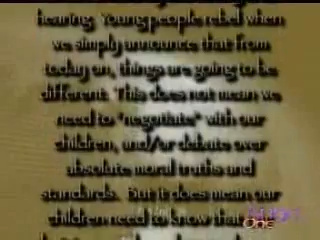 hearing. Young people rebel when
we simply announce that from
today on, things are going to be
different. This does not mean we
need to "negotiate" with our
children, and/or debate over
absolute moral truths and
standards. But it does mean our
children need to know that
One